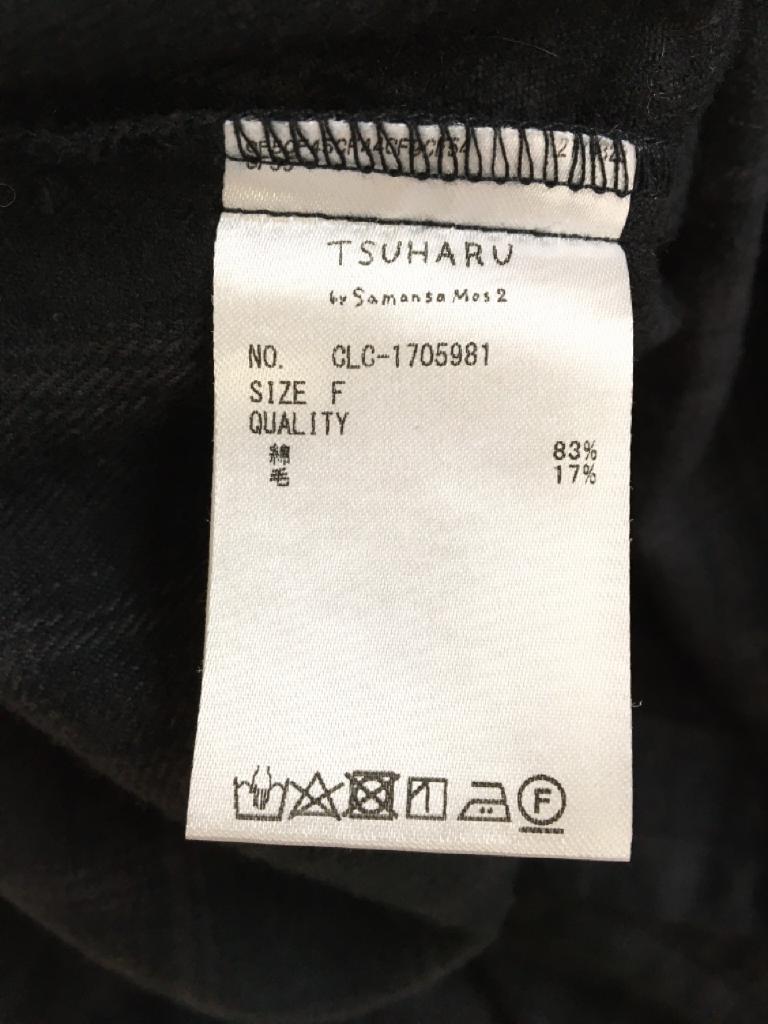 TSUHARU
by Samansa Mos2
NO. CLC-1705981
SIZE F
QUALITY
綿 83%
毛 17%
F